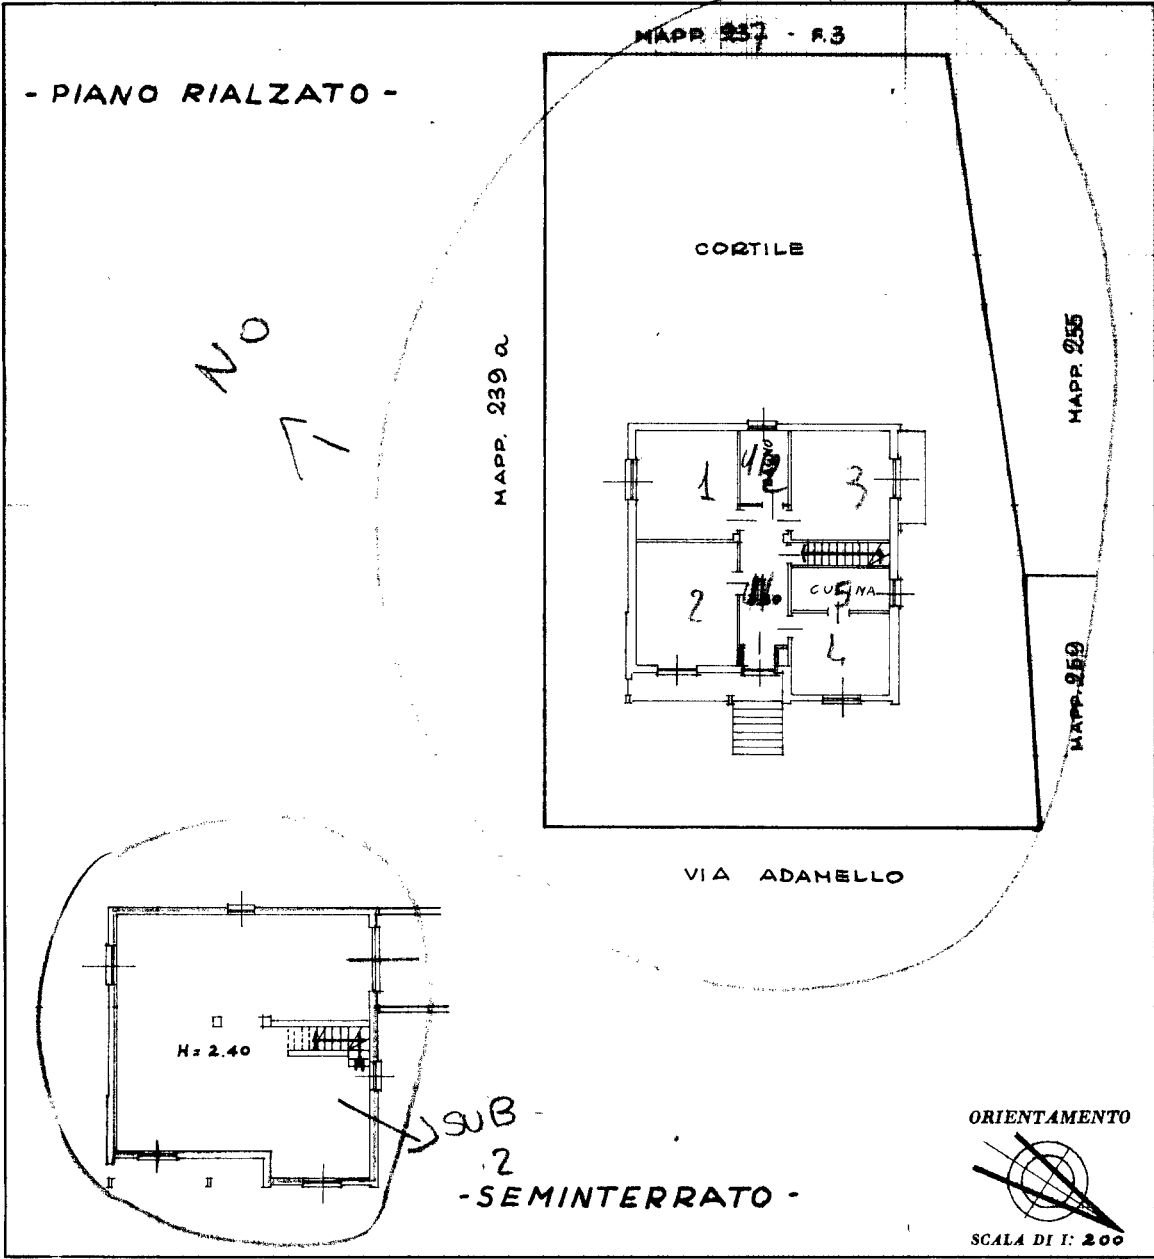 MAPP. 237 - F.3
- PIANO RIALZATO -
CORTILE
NO
MAPP. 239 a
MAPP. 255
1
3
2
CUCINA
5
4
MAPP. 259
VIA ADAMELLO
H = 2.40
SUB
2
- SEMINTERRATO -
ORIENTAMENTO
SCALA DI 1: 200